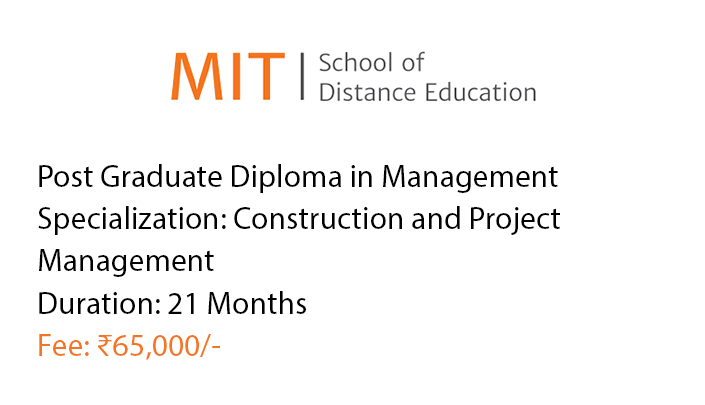 MIT
School of
Distance Education
Post Graduate Diploma in Management
Specialization: Construction and Project
Management
Duration: 21 Months
Fee: ₹65,000/-